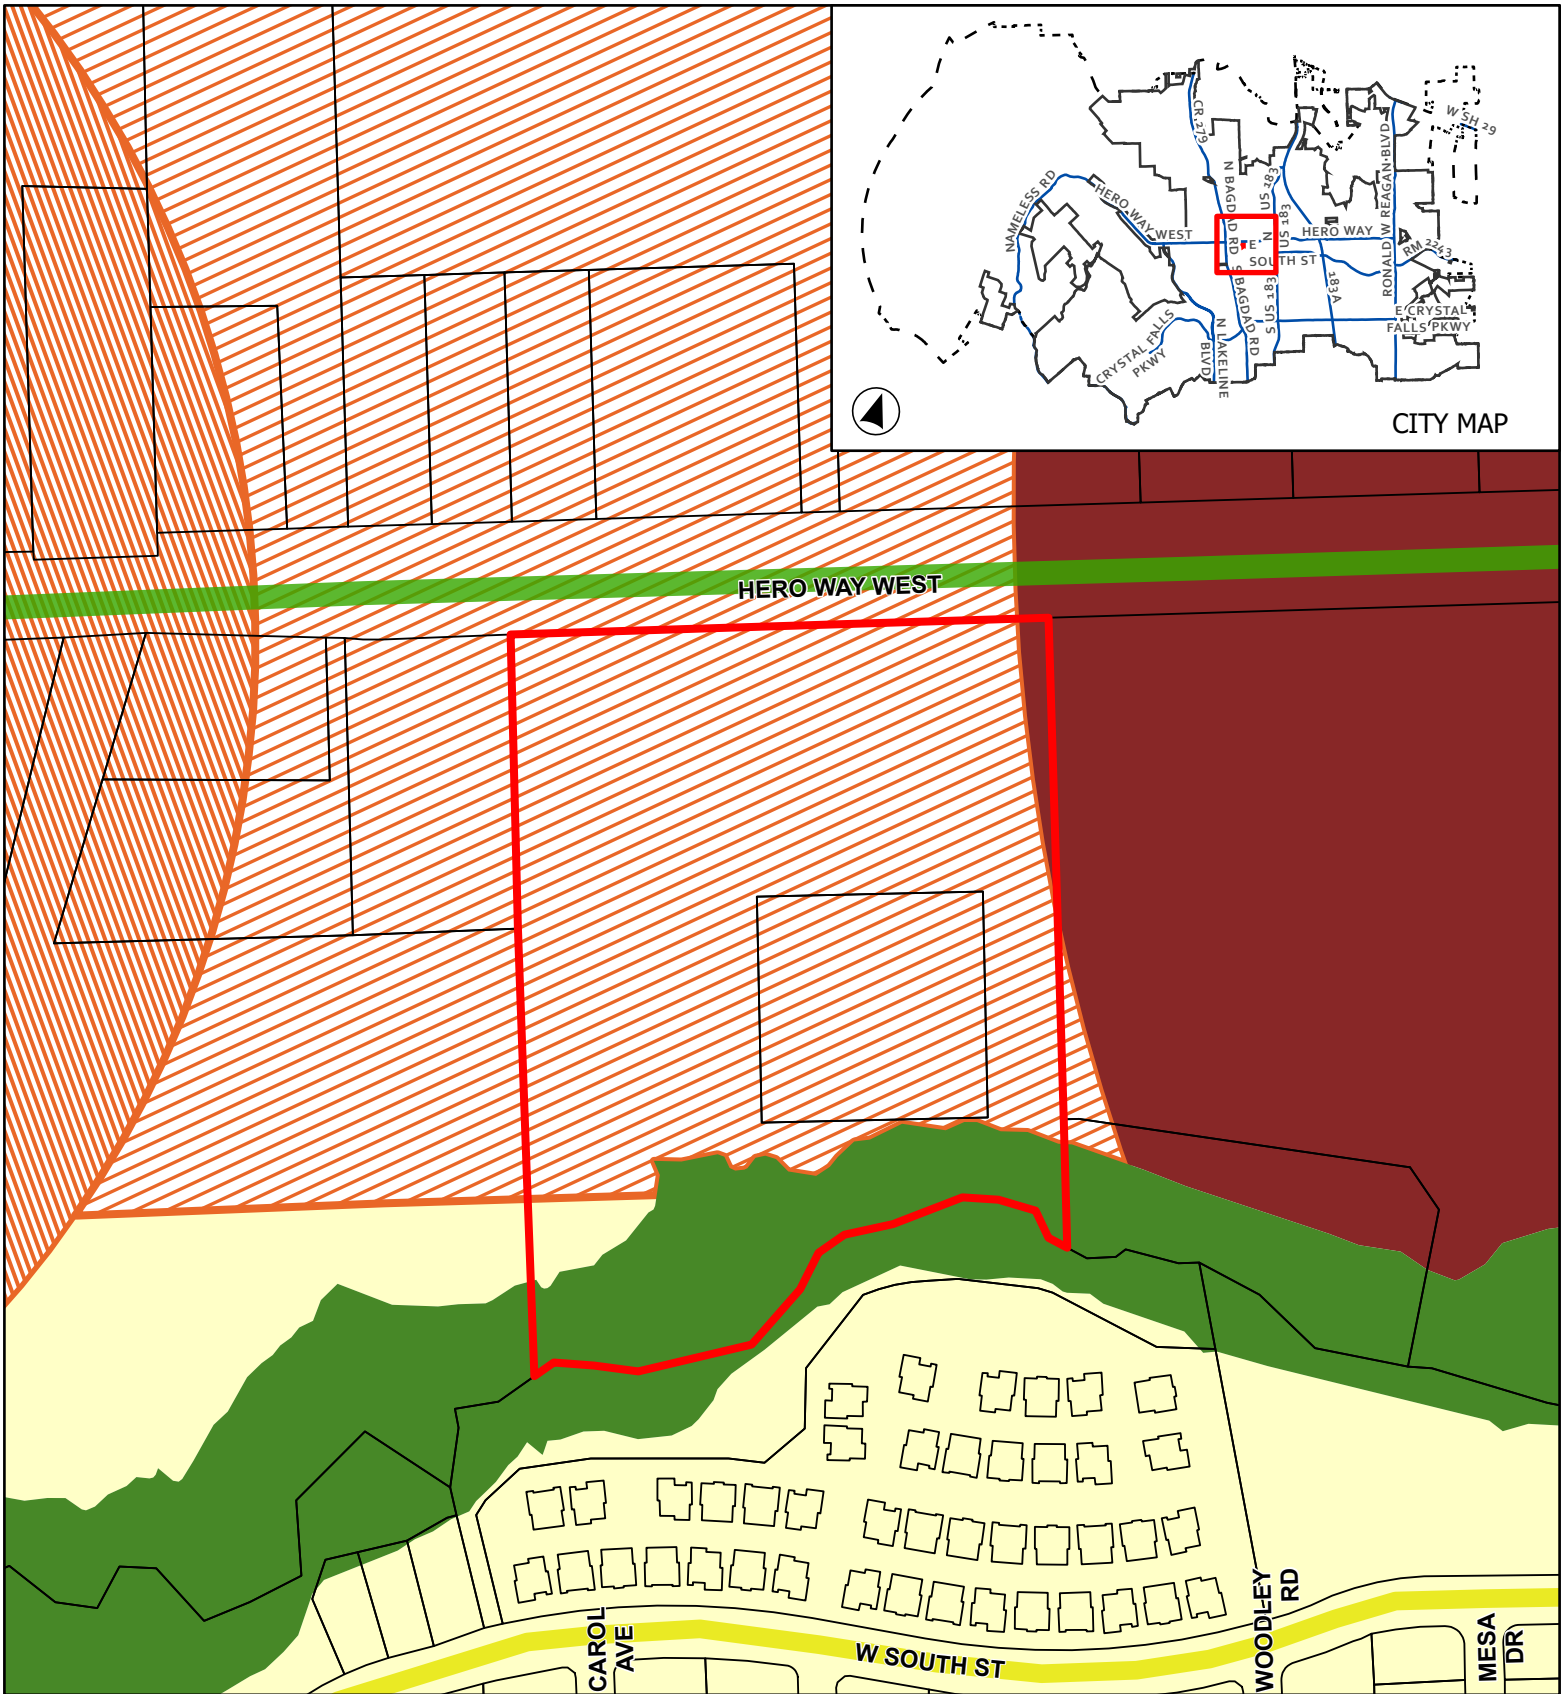 W SH 29
CR 279
N BAGDAD RD
US 183
RONALD W REAGAN BLVD
NAMELESS RD
HERO WAY
WEST
E
N
US 183
HERO WAY
RM 2243
SOUTH ST
183A
S BAGDAD RD
S US 183
E CRYSTAL
FALLS PKWY
CRYSTAL FALLS
PKWY
N LAKELINE
BLVD
CITY MAP
HERO WAY WEST
CAROL
AVE
W SOUTH ST
WOODLEY
RD
MESA
DR